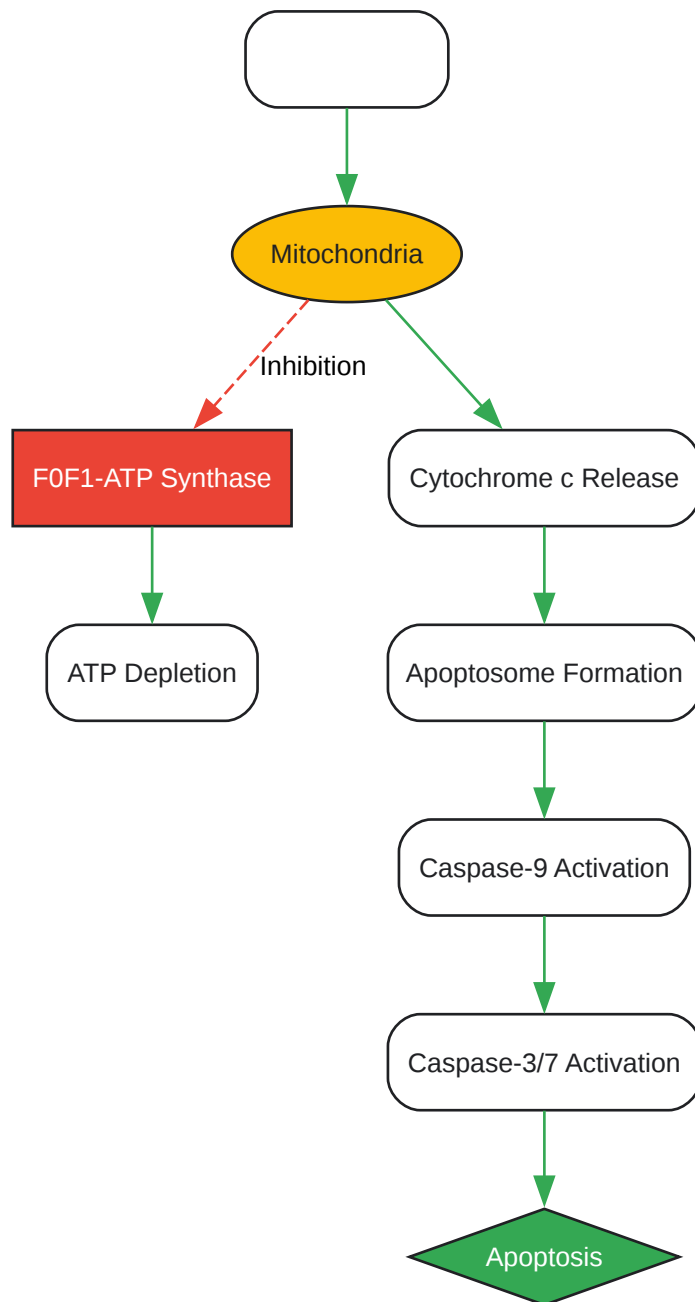 Mitochondria
Inhibition
F0F1-ATP Synthase
Cytochrome c Release
ATP Depletion
Apoptosome Formation
Caspase-9 Activation
Caspase-3/7 Activation
Apoptosis